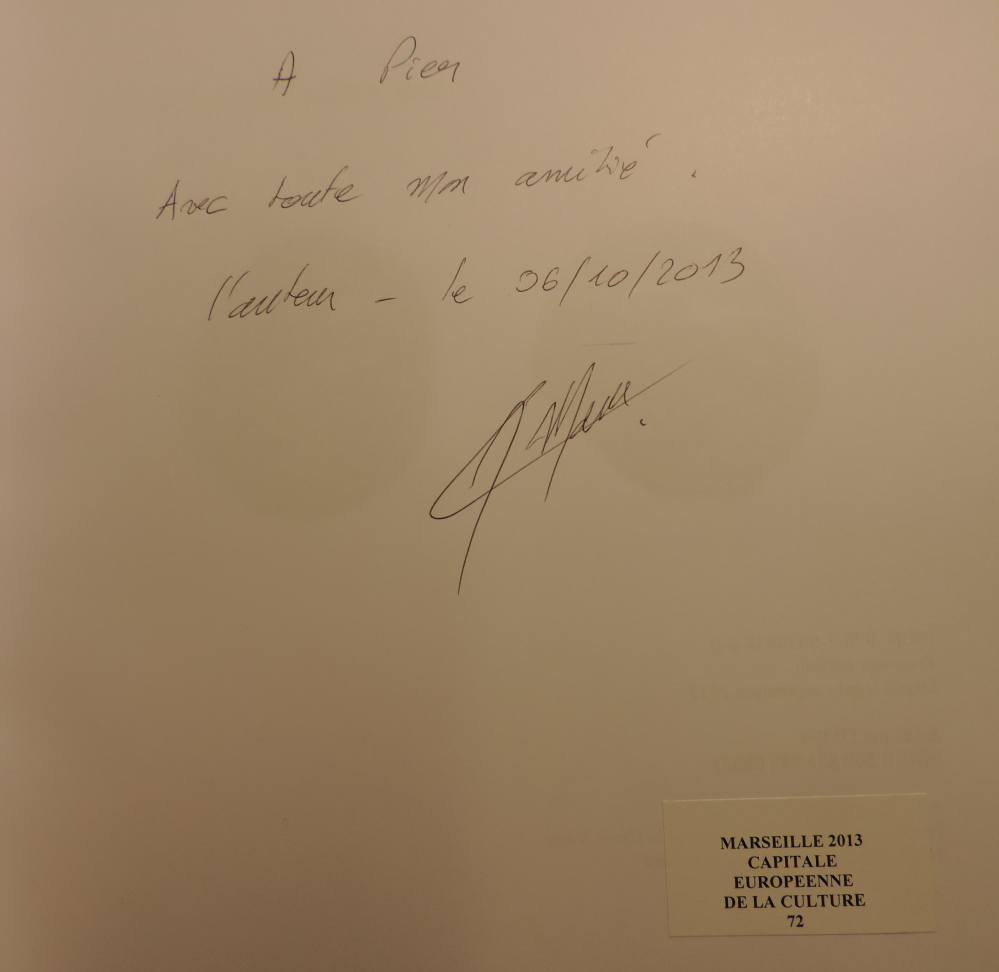 A Pier
Avec toute mon amitié.
l'auteur - le 06/10/2013
MARSEILLE 2013
CAPITALE
EUROPEENNE
DE LA CULTURE
72